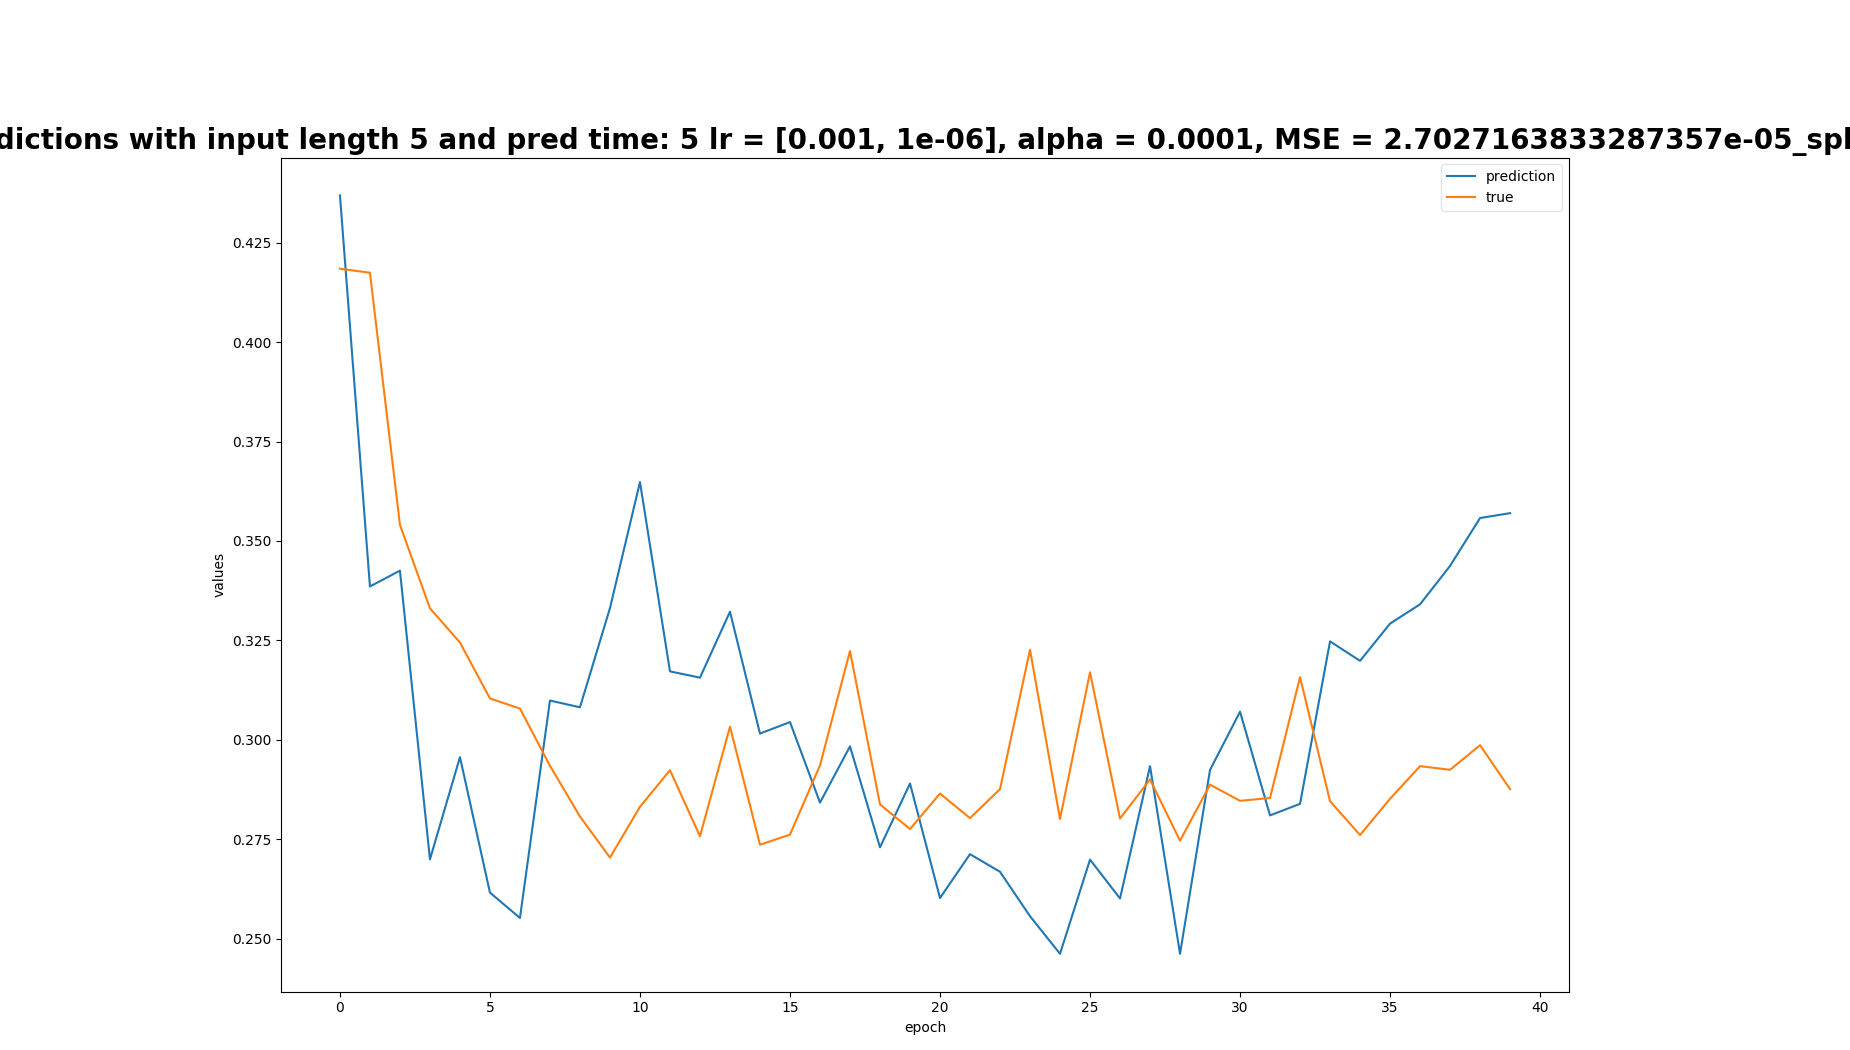 dictions with input length 5 and pred time: 5 lr = [0.001, 1e-06], alpha = 0.0001, MSE = 2.7027163833287357e-05_spl
prediction
true
0.425
0.400
0.375
0.350
0.325
0.300
0.275
0.250
values
0 5 10 15 20 25 30 35 40
epoch